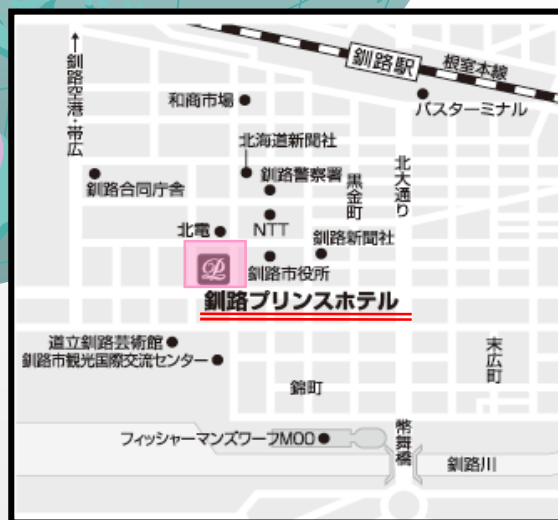 釧路駅
根室本線
↑釧路空港・帯広
和商市場
バスターミナル
北海道新聞社
釧路警察署
釧路合同庁舎
黒金町
北大通り
北電
NTT
釧路新聞社
釧路市役所
釧路プリンスホテル
道立釧路芸術館
釧路市観光国際交流センター
末広町
錦町
フィッシャーマンズワーフMOO
幣舞橋
釧路川